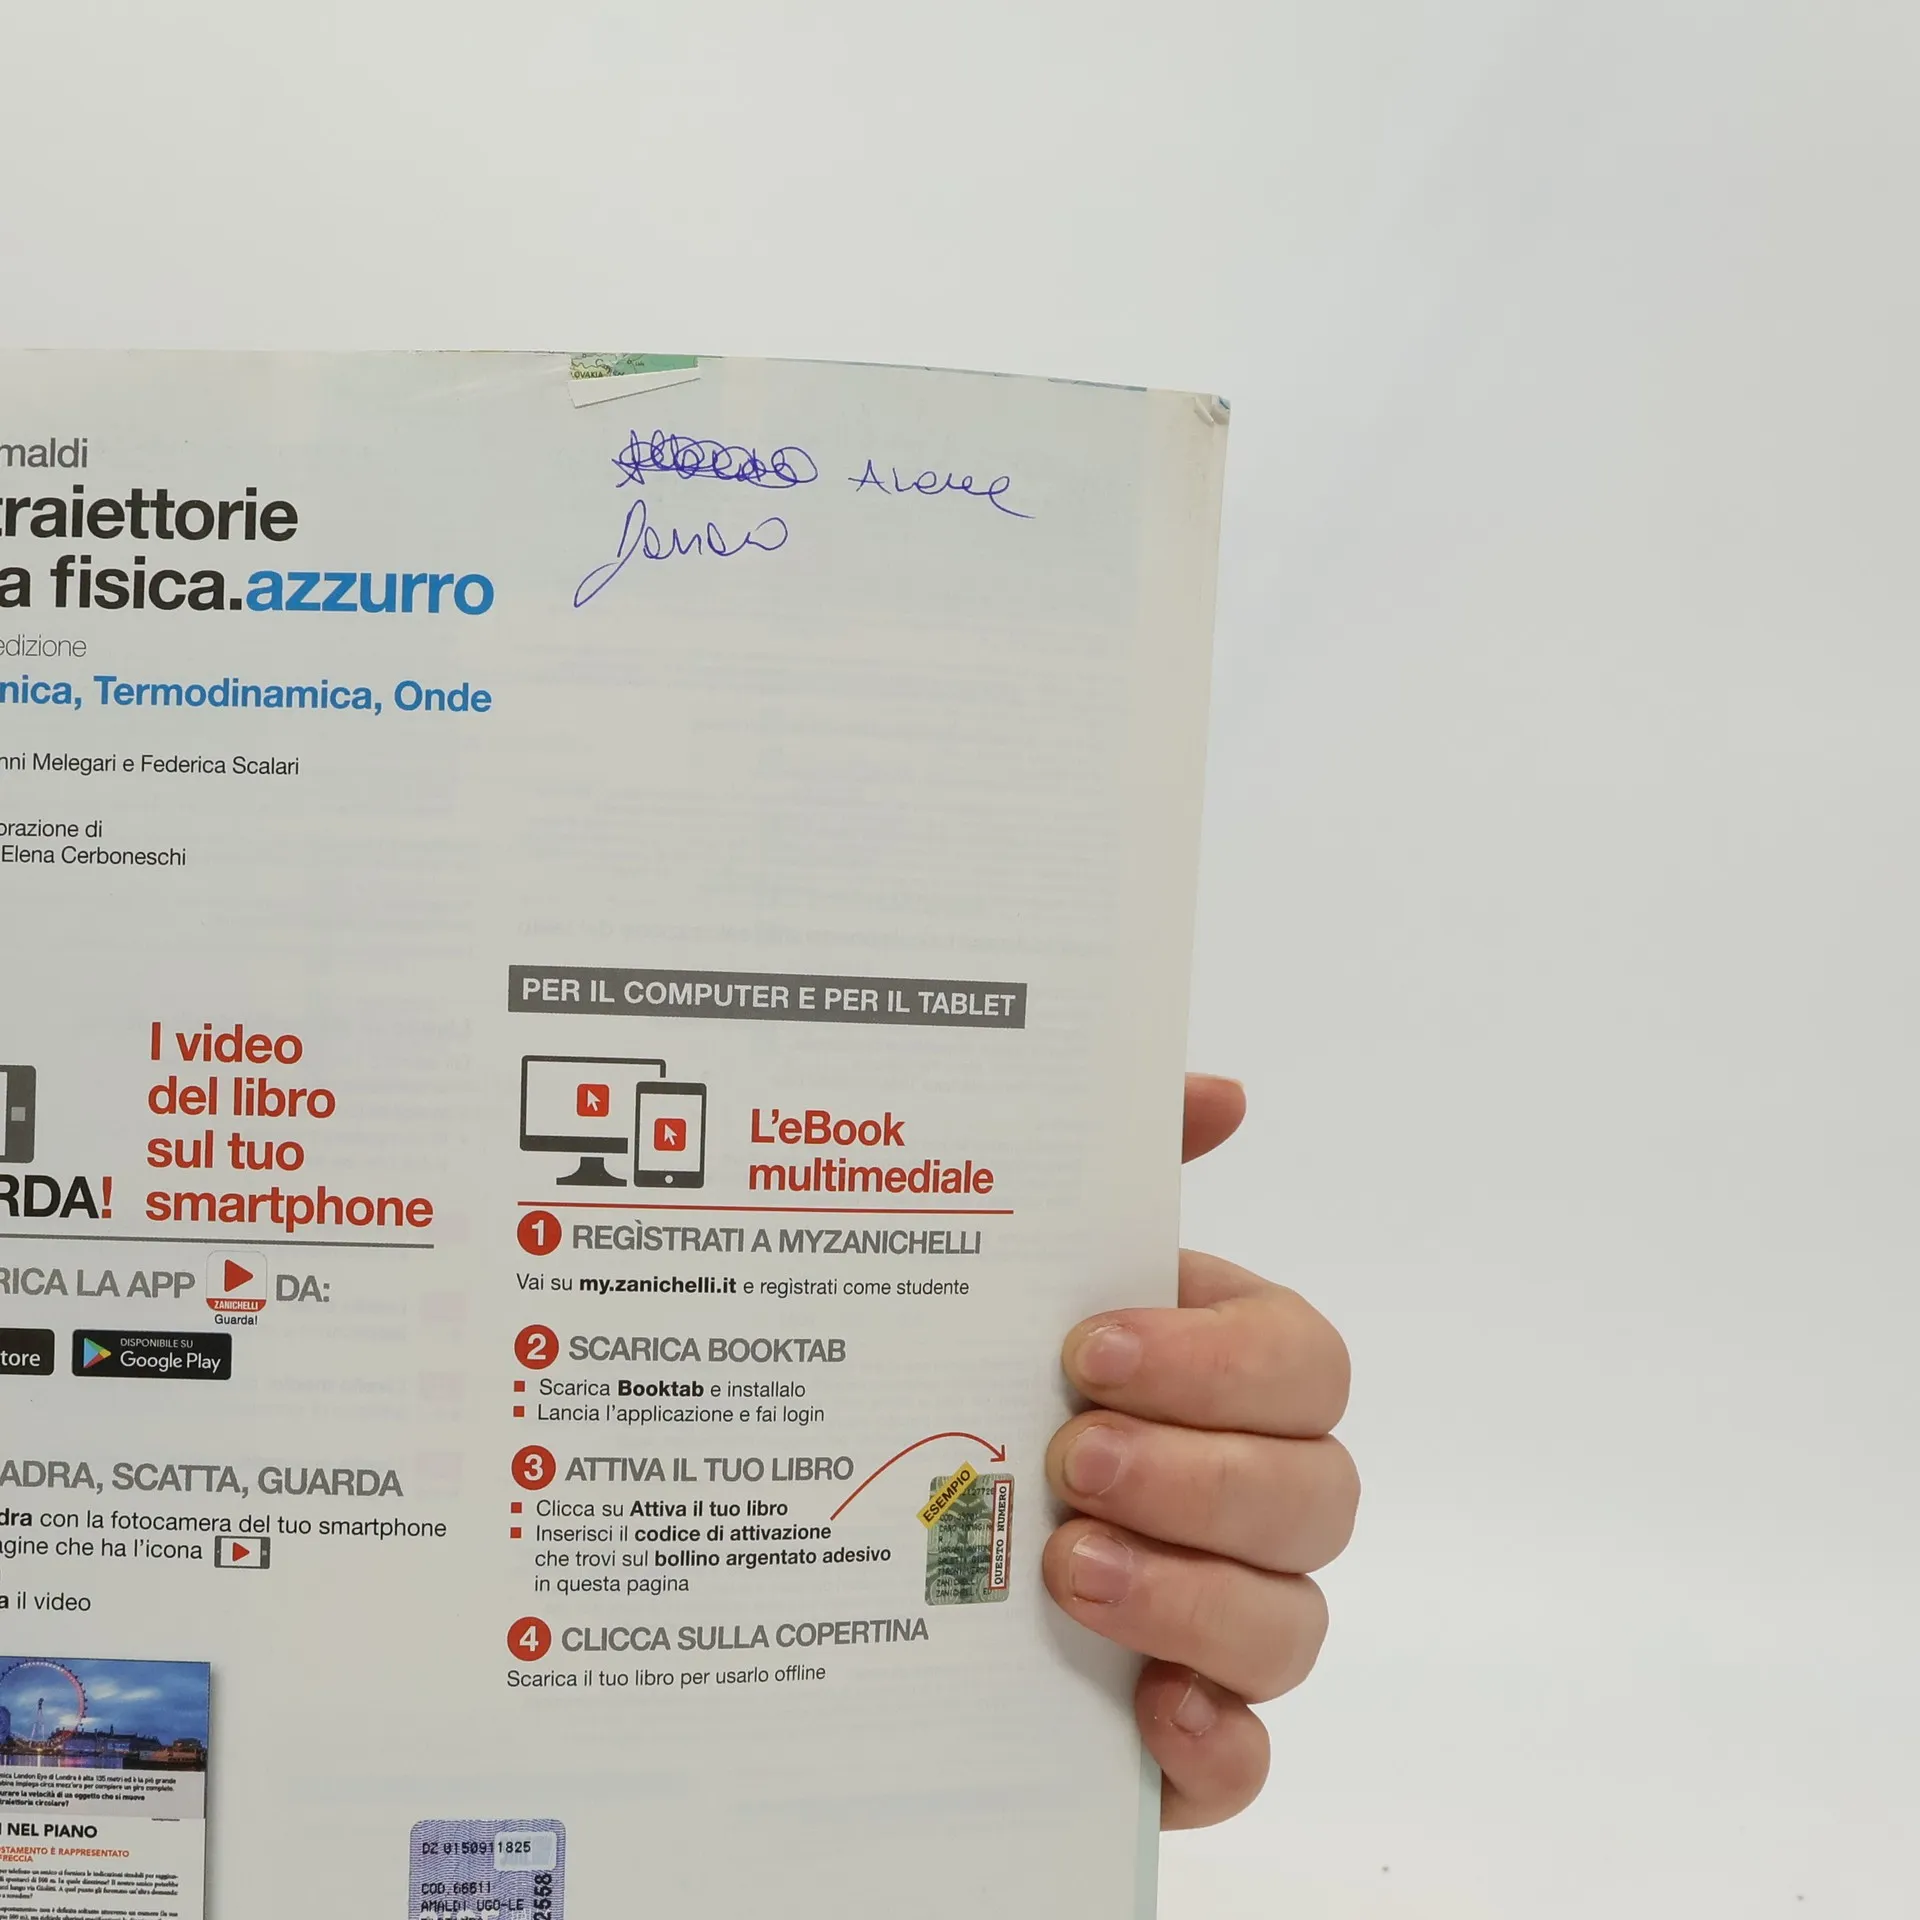 maldi
traiettorie
a fisica.azzurro
edizione
nica, Termodinamica, Onde
nni Melegari e Federica Scalari
orazione di
Elena Cerboneschi
PER IL COMPUTER E PER IL TABLET
I video
del libro
sul tuo
RDA! smartphone
RICA LA APP DA:
ZANICHELLI
Guarda!
tore
DISPONIBILE SU
Google Play
ADRA, SCATTA, GUARDA
dra con la fotocamera del tuo smartphone
agine che ha l'icona
a il video
L'eBook
multimediale
1 REGÌSTRATI A MYZANICHELLI
Vai su my.zanichelli.it e regìstrati come studente
2 SCARICA BOOKTAB
Scarica Booktab e installalo
Lancia l'applicazione e fai login
3 ATTIVA IL TUO LIBRO
Clicca su Attiva il tuo libro
Inserisci il codice di attivazione
che trovi sul bollino argentato adesivo
in questa pagina
ESEMPIO
QUESTO NUMERO
4 CLICCA SULLA COPERTINA
Scarica il tuo libro per usarlo offline
I NEL PIANO
STAMENTO È RAPPRESENTATO
FRECCIA
DZ 0150911825
COD.66611
AMALDI UGO-LE
2558